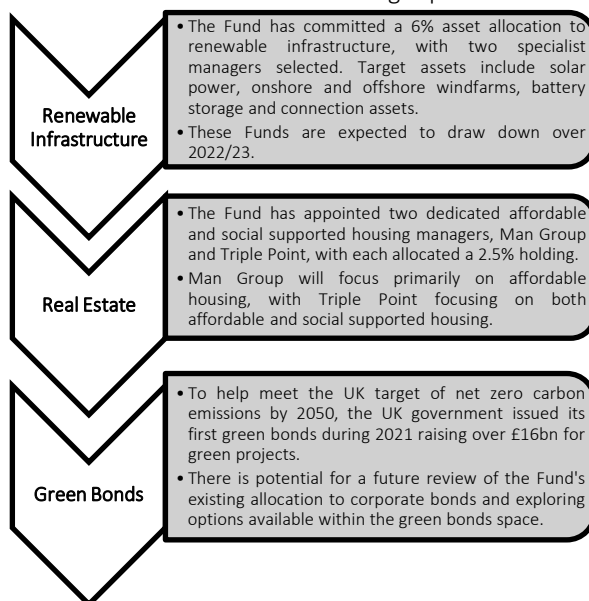 • The Fund has committed a 6% asset allocation to
renewable infrastructure, with two specialist
managers selected. Target assets include solar
power, onshore and offshore windfarms, battery
storage and connection assets.
• These Funds are expected to draw down over
2022/23.
Renewable
Infrastructure
• The Fund has appointed two dedicated affordable
and social supported housing managers, Man Group
and Triple Point, with each allocated a 2.5% holding.
• Man Group will focus primarily on affordable
housing, with Triple Point focusing on both
affordable and social supported housing.
Real Estate
• To help meet the UK target of net zero carbon
emissions by 2050, the UK government issued its
first green bonds during 2021 raising over £16bn for
green projects.
• There is potential for a future review of the Fund's
existing allocation to corporate bonds and exploring
options available within the green bonds space.
Green Bonds